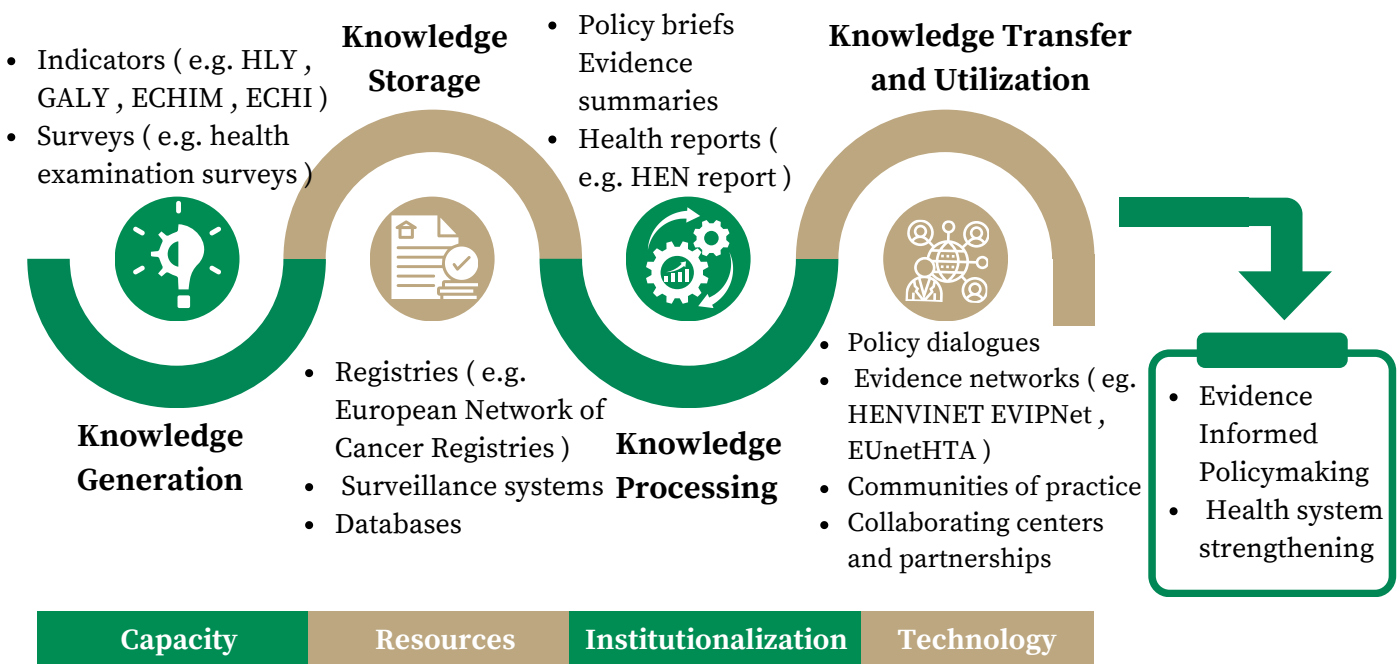 • Indicators ( e.g. HLY ,
GALY , ECHIM , ECHI )
• Surveys ( e.g. health
examination surveys )
Knowledge
Generation
Knowledge
Storage
• Registries ( e.g.
European Network of
Cancer Registries )
• Surveillance systems
• Databases
• Policy briefs
Evidence
summaries
• Health reports (
e.g. HEN report )
Knowledge
Processing
Knowledge Transfer
and Utilization
• Policy dialogues
• Evidence networks ( eg.
HENVINET EVIPNet ,
EUnetHTA )
• Communities of practice
• Collaborating centers
and partnerships
• Evidence
Informed
Policymaking
• Health system
strengthening
Capacity
Resources
Institutionalization
Technology